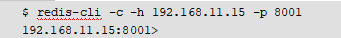 $ redis-cli -c -h 192.168.11.15 -p 8001
192.168.11.15:8001>